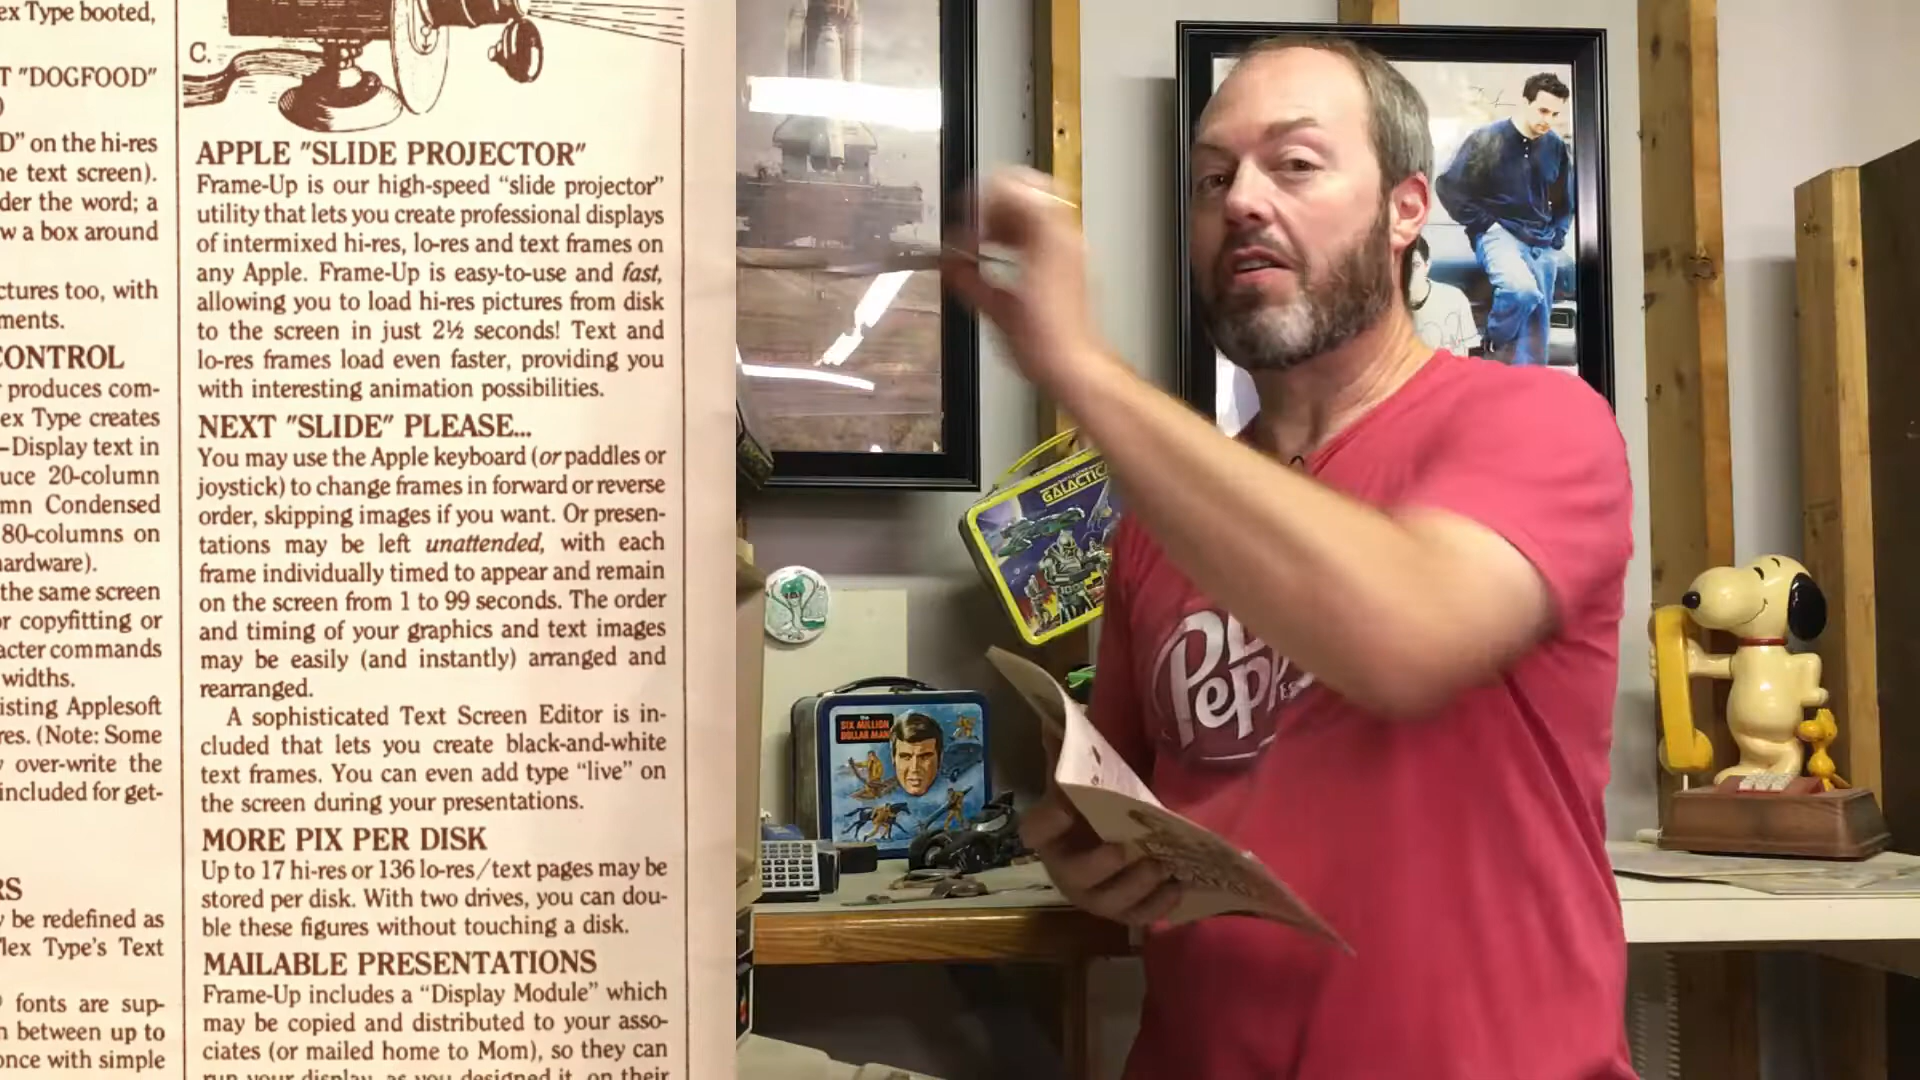 ex Type booted,
T "DOGFOOD"
)
D" on the hi-res
he text screen).
der the word; a
w a box around
ctures too, with
ments.
CONTROL
produces com-
ex Type creates
–Display text in
uce 20-column
mn Condensed
80-columns on
hardware).
the same screen
or copyfitting or
acter commands
widths.
isting Applesoft
res. (Note: Some
over-write the
included for get-
RS
y be redefined as
lex Type's Text
fonts are sup-
n between up to
once with simple
C.
APPLE "SLIDE PROJECTOR"
Frame-Up is our high-speed “slide projector”
utility that lets you create professional displays
of intermixed hi-res, lo-res and text frames on
any Apple. Frame-Up is easy-to-use and fast,
allowing you to load hi-res pictures from disk
to the screen in just 2½ seconds! Text and
lo-res frames load even faster, providing you
with interesting animation possibilities.
NEXT "SLIDE" PLEASE...
You may use the Apple keyboard (or paddles or
joystick) to change frames in forward or reverse
order, skipping images if you want. Or presen-
tations may be left unattended, with each
frame individually timed to appear and remain
on the screen from 1 to 99 seconds. The order
and timing of your graphics and text images
may be easily (and instantly) arranged and
rearranged.
A sophisticated Text Screen Editor is in-
cluded that lets you create black-and-white
text frames. You can even add type “live” on
the screen during your presentations.
MORE PIX PER DISK
Up to 17 hi-res or 136 lo-res/text pages may be
stored per disk. With two drives, you can dou-
ble these figures without touching a disk.
MAILABLE PRESENTATIONS
Frame-Up includes a “Display Module” which
may be copied and distributed to your asso-
ciates (or mailed home to Mom), so they can
run your display, as you designed it, on their
GALACTIC
the
SIX MILLION
DOLLAR MAN
Dr
Pepp
Es